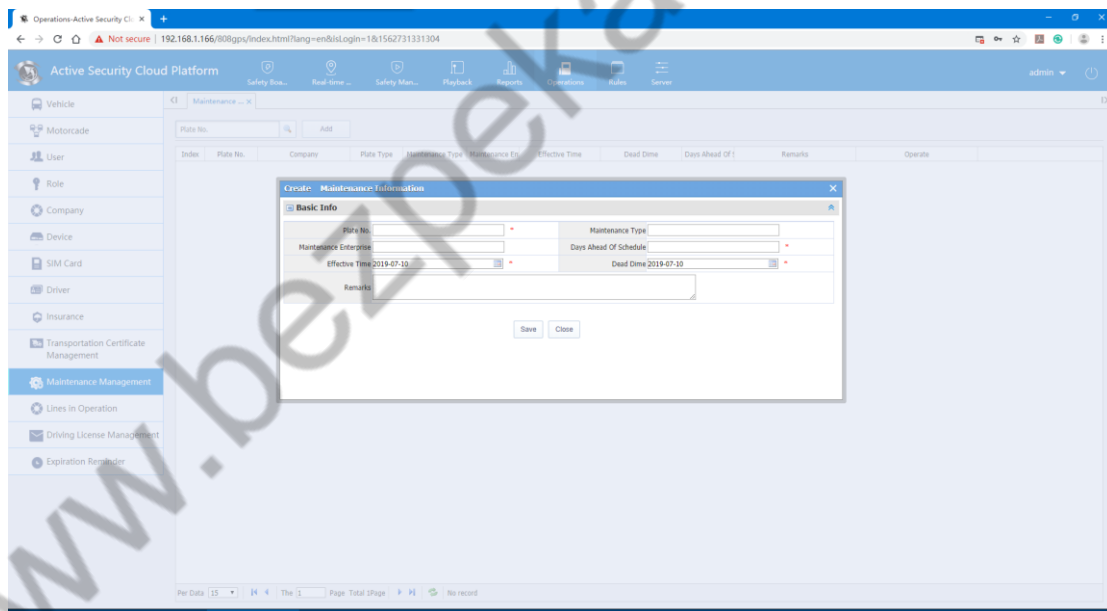 Operations-Active Security Cl
Not secure | 192.168.1.166/808gps/index.html?lang=en&isLogin=1&1562731331304
Active Security Cloud Platform
Safety Boa... Real-time ... Safety Man... Playback Reports Operations Rules Server
admin
Vehicle
Maintenance ... x
Motorcade
Plate No. Add
User
Index Plate No. Company Plate Type Maintenance Type Maintenance En Effective Time Dead Dime Days Ahead Of S Remarks Operate
Role
Company
Device
SIM Card
Driver
Insurance
Transportation Certificate
Management
Maintenance Management
Lines in Operation
Driving License Management
Expiration Reminder
Create Maintenance Information
Basic Info
Plate No. * Maintenance Type
Maintenance Enterprise Days Ahead Of Schedule *
Effective Time 2019-07-10 * Dead Dime 2019-07-10 *
Remarks
Save Close
Per Data 15 The 1 Page Total 1Page No record
www.bezpeka